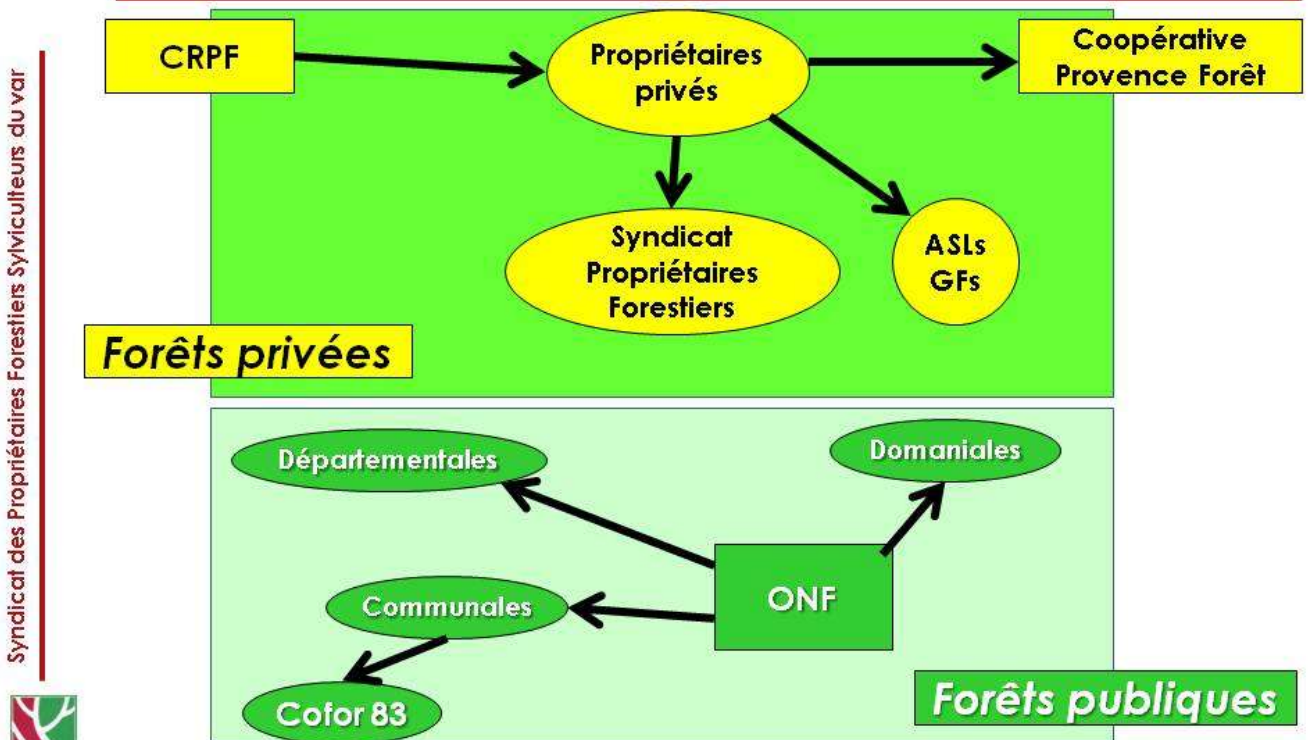 Syndicat des Propriétaires Forestiers Sylviculteurs du var
CRPF
Propriétaires
privés
Coopérative
Provence Forêt
Syndicat
Propriétaires
Forestiers
ASLs
GFs
Forêts privées
Départementales
Domaniales
Communales
ONF
Cofor 83
Forêts publiques